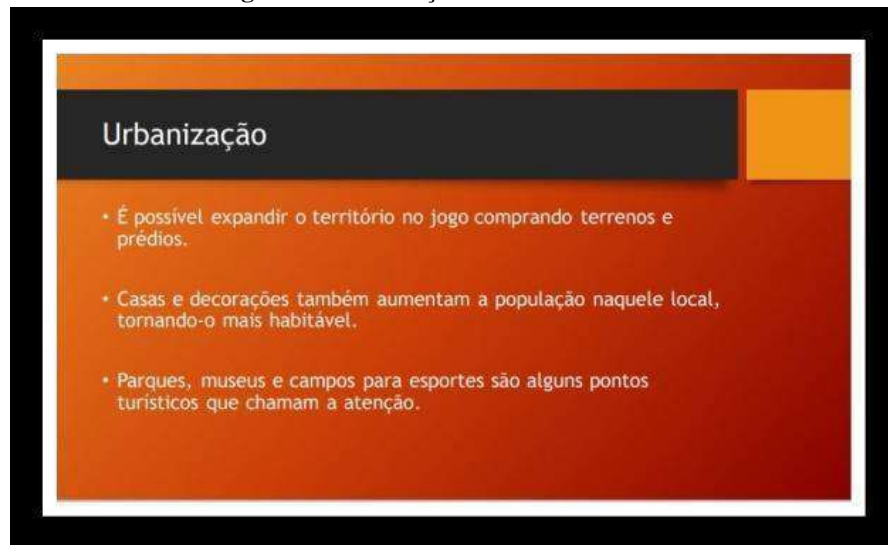 Urbanização
• É possível expandir o território no jogo comprando terrenos e
prédios.
• Casas e decorações também aumentam a população naquele local,
tornando-o mais habitável.
• Parques, museus e campos para esportes são alguns pontos
turísticos que chamam a atenção.